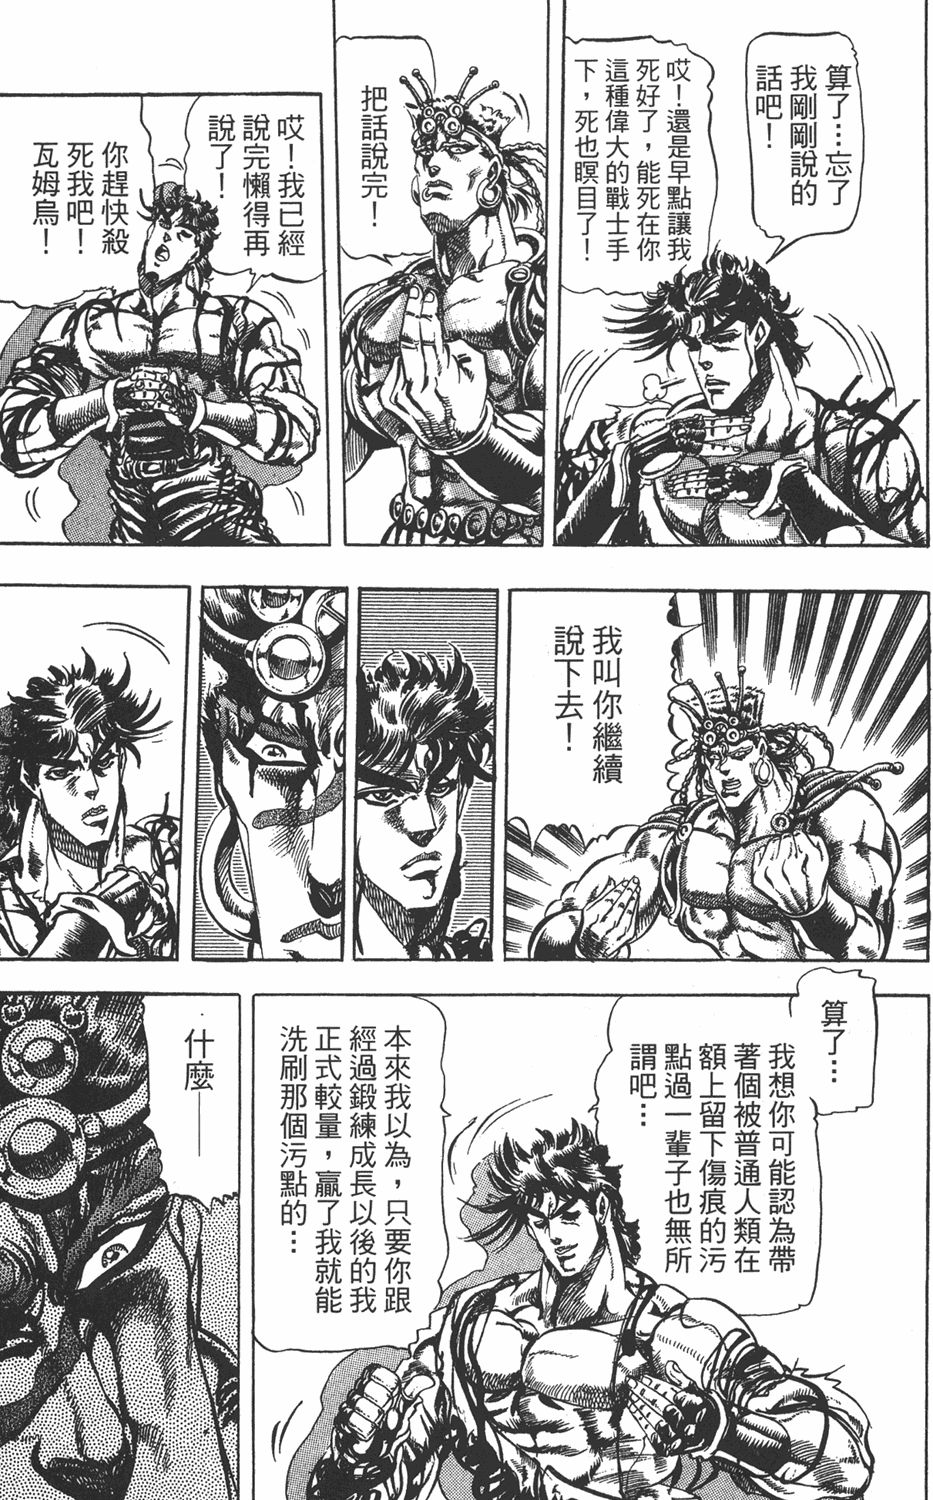 算了…忘了
我剛剛說的
話吧！
哎！還是早點讓我
死好了，能死在你
這種偉大的戰士手
下，死也瞑目了！
把話說完！
哎！我已經
說完懶得再
說了！
你趕快殺
死我吧！
瓦姆烏！
我叫你繼續
說下去！
算了…
我想你可能認為帶
著個被普通人類在
額上留下傷痕的污
點過一輩子也無所
謂吧…
本來我以為，只要你跟
經過鍛練成長以後的我
正式較量，贏了我就能
洗刷那個污點的…
什麼──